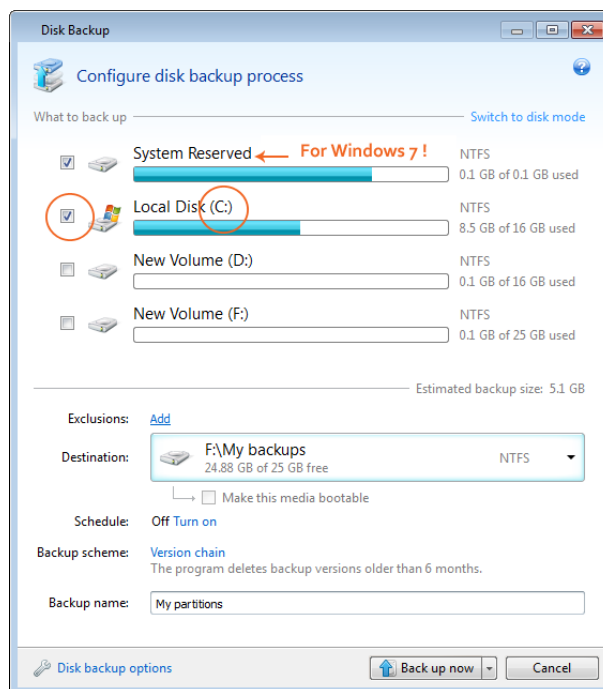 Disk Backup
Configure disk backup process
What to back up
Switch to disk mode
System Reserved
For Windows 7 !
NTFS
0.1 GB of 0.1 GB used
Local Disk (C:)
NTFS
8.5 GB of 16 GB used
New Volume (D:)
NTFS
0.1 GB of 16 GB used
New Volume (F:)
NTFS
0.1 GB of 25 GB used
Estimated backup size: 5.1 GB
Exclusions: Add
Destination:
F:\My backups
24.88 GB of 25 GB free
NTFS
Make this media bootable
Schedule: Off Turn on
Backup scheme: Version chain
The program deletes backup versions older than 6 months.
Backup name: My partitions
Disk backup options
Back up now
Cancel